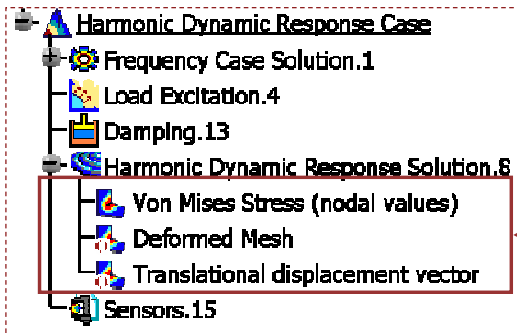 Harmonic Dynamic Response Case
Frequency Case Solution.1
Load Excitation.4
Damping.13
Harmonic Dynamic Response Solution.6
Von Mises Stress (nodal values)
Deformed Mesh
Translational displacement vector
Sensors.15